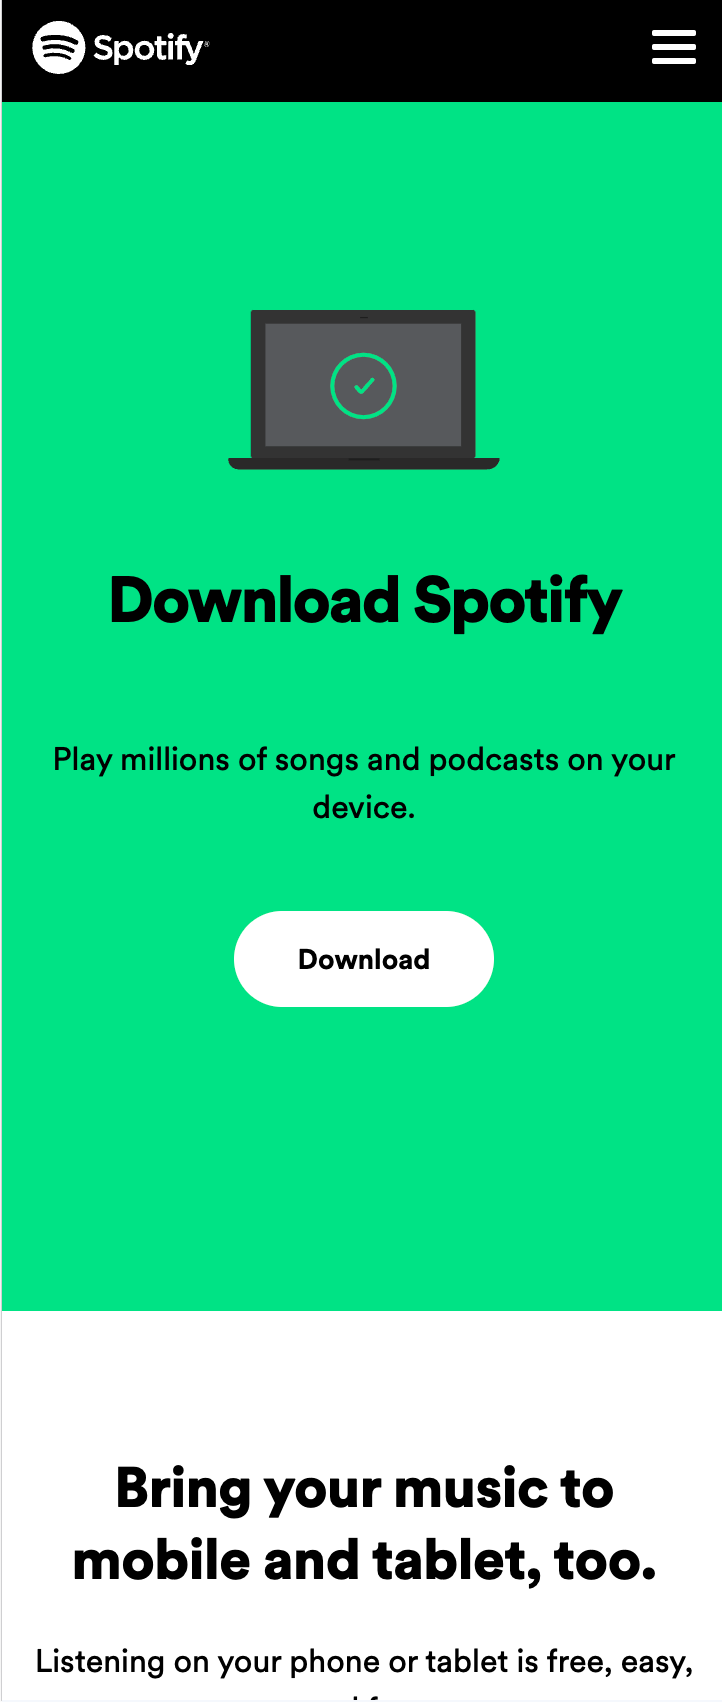 Spotify®
Download Spotify
Play millions of songs and podcasts on your
device.
Download
Bring your music to
mobile and tablet, too.
Listening on your phone or tablet is free, easy,